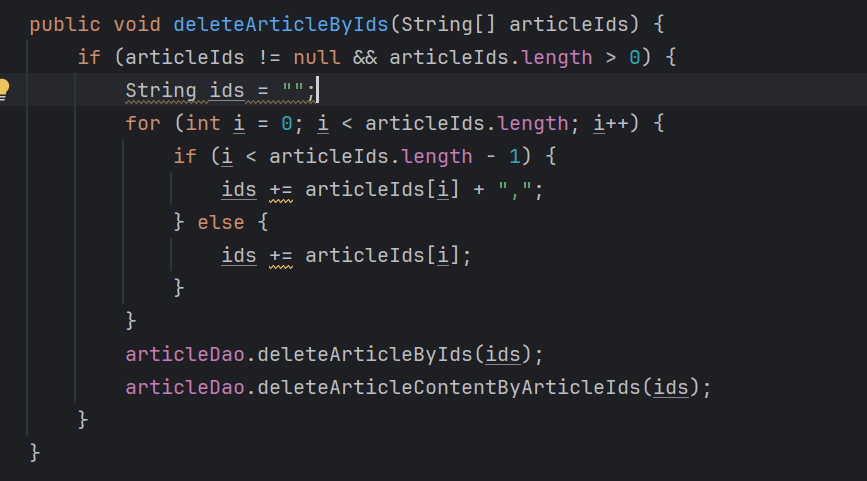 public void deleteArticleByIds(String[] articleIds) {
if (articleIds != null && articleIds.length > 0) {
String ids = "";
for (int i = 0; i < articleIds.length; i++) {
if (i < articleIds.length - 1) {
ids += articleIds[i] + ",";
} else {
ids += articleIds[i];
}
}
articleDao.deleteArticleByIds(ids);
articleDao.deleteArticleContentByArticleIds(ids);
}
}